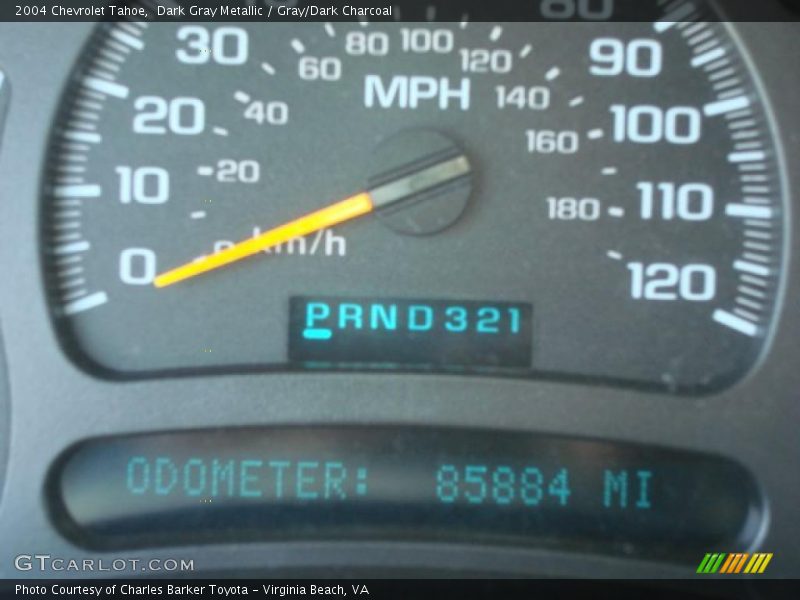 2004 Chevrolet Tahoe,  Dark Gray Metallic / Gray/Dark Charcoal
80
30 80 100 90
60 120
MPH
20 40 140 100
160
10 20 110
180
0 0 km/h 120
PRND321
ODOMETER: 85884 MI
GTCARLOT.COM
Photo Courtesy of Charles Barker Toyota - Virginia Beach, VA